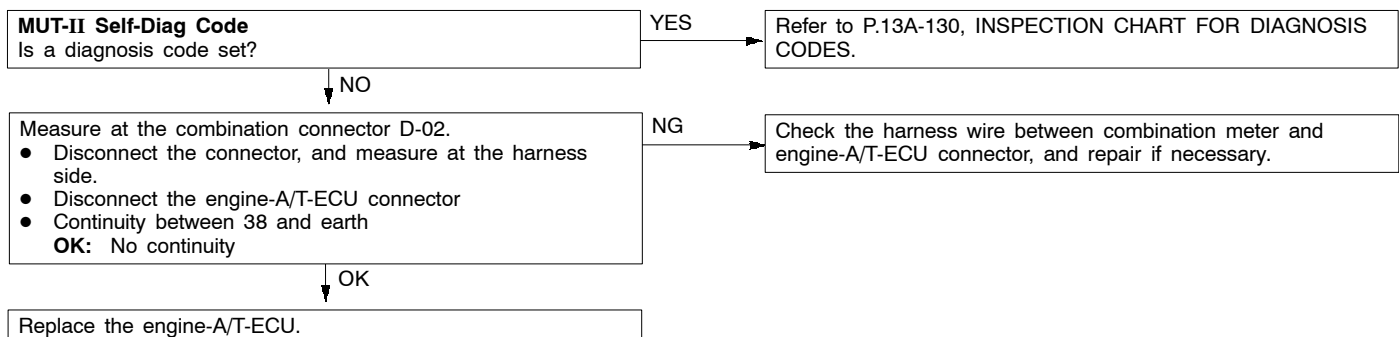 MUT-II Self-Diag Code
Is a diagnosis code set?
YES
Refer to P.13A-130, INSPECTION CHART FOR DIAGNOSIS
CODES.
NO
Measure at the combination connector D-02.
● Disconnect the connector, and measure at the harness
side.
● Disconnect the engine-A/T-ECU connector
● Continuity between 38 and earth
OK: No continuity
NG
Check the harness wire between combination meter and
engine-A/T-ECU connector, and repair if necessary.
OK
Replace the engine-A/T-ECU.